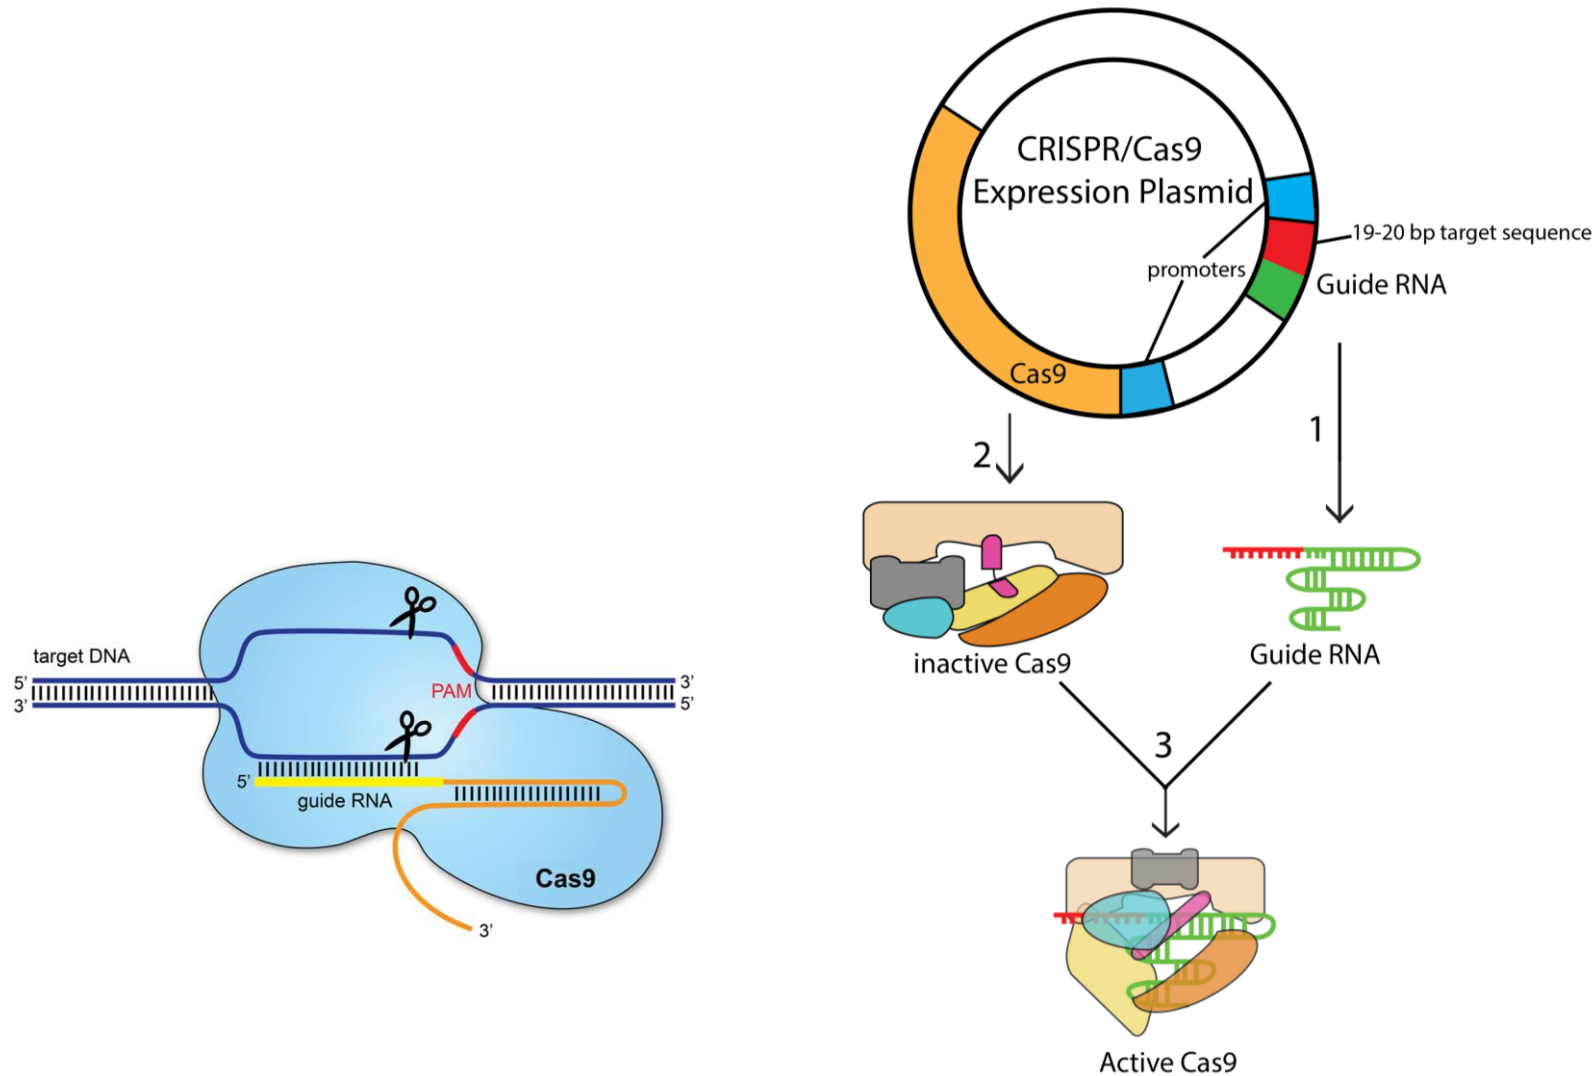 target DNA
5’
3’
PAM
3’
5’
5’
guide RNA
Cas9
3’
CRISPR/Cas9
Expression Plasmid
promoters
19-20 bp target sequence
Guide RNA
Cas9
2
1
inactive Cas9
Guide RNA
3
Active Cas9